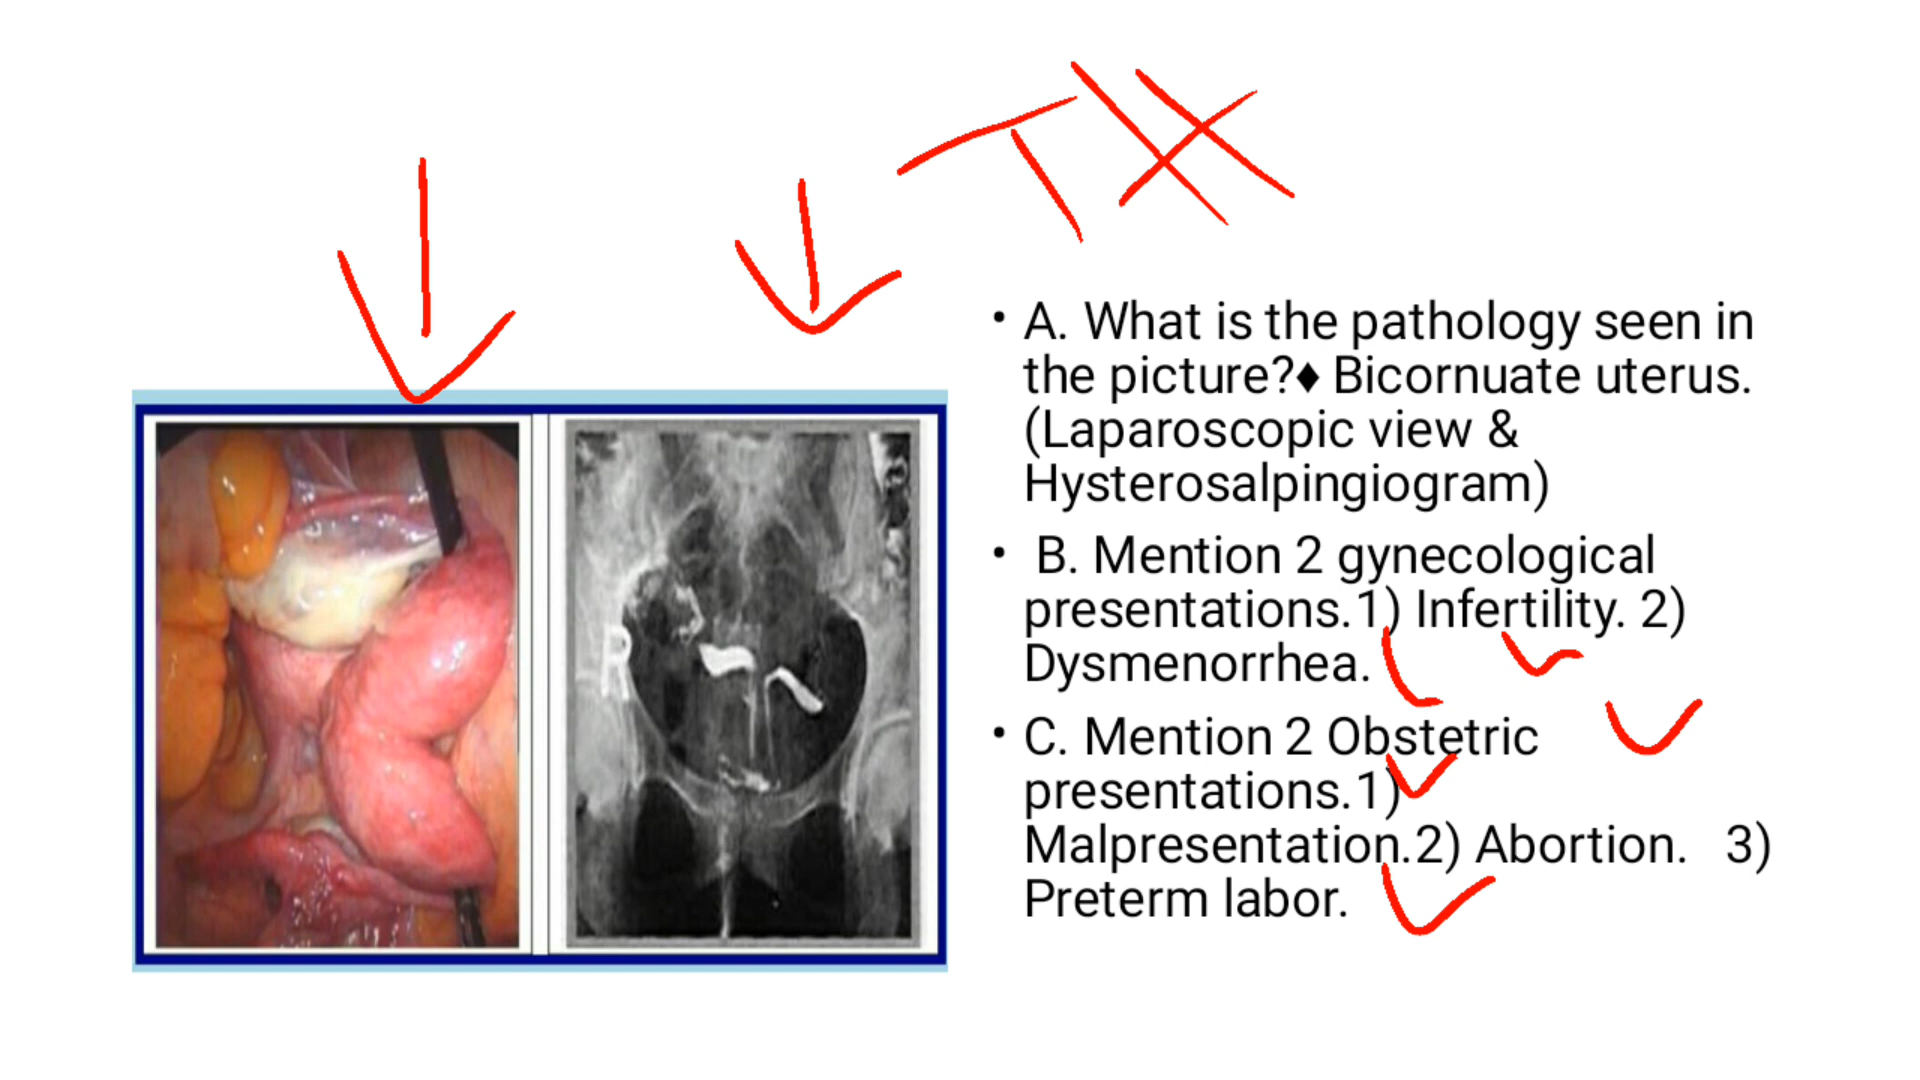 • A. What is the pathology seen in
the picture?♦ Bicornuate uterus.
(Laparoscopic view &
Hysterosalpingiogram)
• B. Mention 2 gynecological
presentations.1) Infertility. 2)
Dysmenorrhea.
• C. Mention 2 Obstetric
presentations.1)
Malpresentation.2) Abortion. 3)
Preterm labor.
R